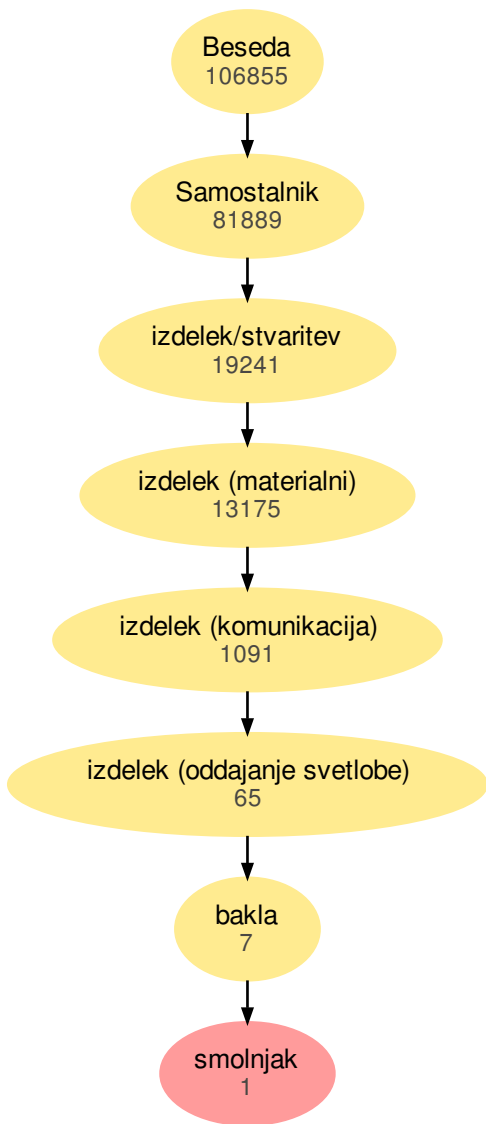 Beseda
106855
Samostalnik
81889
izdelek/stvaritev
19241
izdelek (materialni)
13175
izdelek (komunikacija)
1091
izdelek (oddajanje svetlobe)
65
bakla
7
smolnjak
1